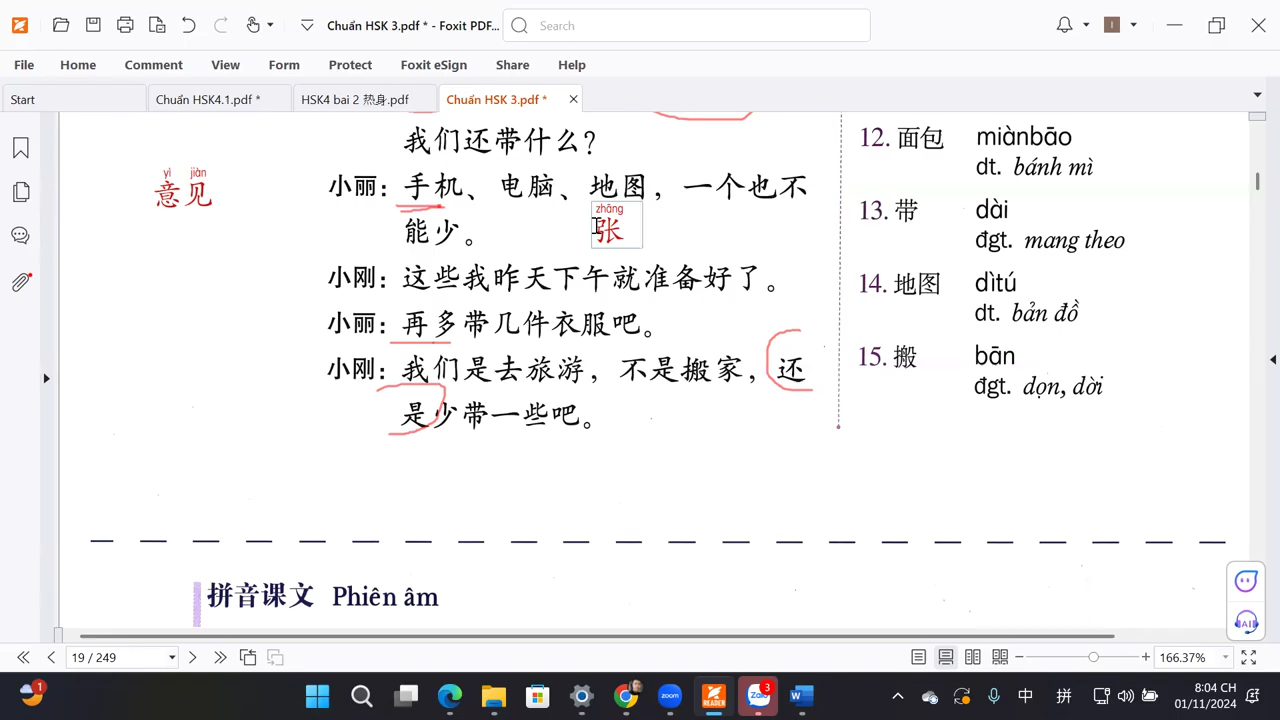 Chuẩn HSK 3.pdf * - Foxit PDF...
Search
I
File Home Comment View Form Protect Foxit eSign Share Help
Start
Chuẩn HSK4.1.pdf *
HSK4 bai 2 热身.pdf
Chuẩn HSK 3.pdf *
我们还带什么？
yì jiàn
意见
小丽：手机、电脑、地图，一个也不
能少。
zhāng
张
小刚：这些我昨天下午就准备好了。
小丽：再多带几件衣服吧。
小刚：我们是去旅游，不是搬家，还
是少带一些吧。
12. 面包 miànbāo
dt. bánh mì
13. 带 dài
đgt. mang theo
14. 地图 dìtú
dt. bản đồ
15. 搬 bān
đgt. dọn, dời
拼音课文 Phiên âm
AI
19 / 249
166.37%
1
zoom
READER
Zalo
3
W
中
拼
8:04 CH
01/11/2024